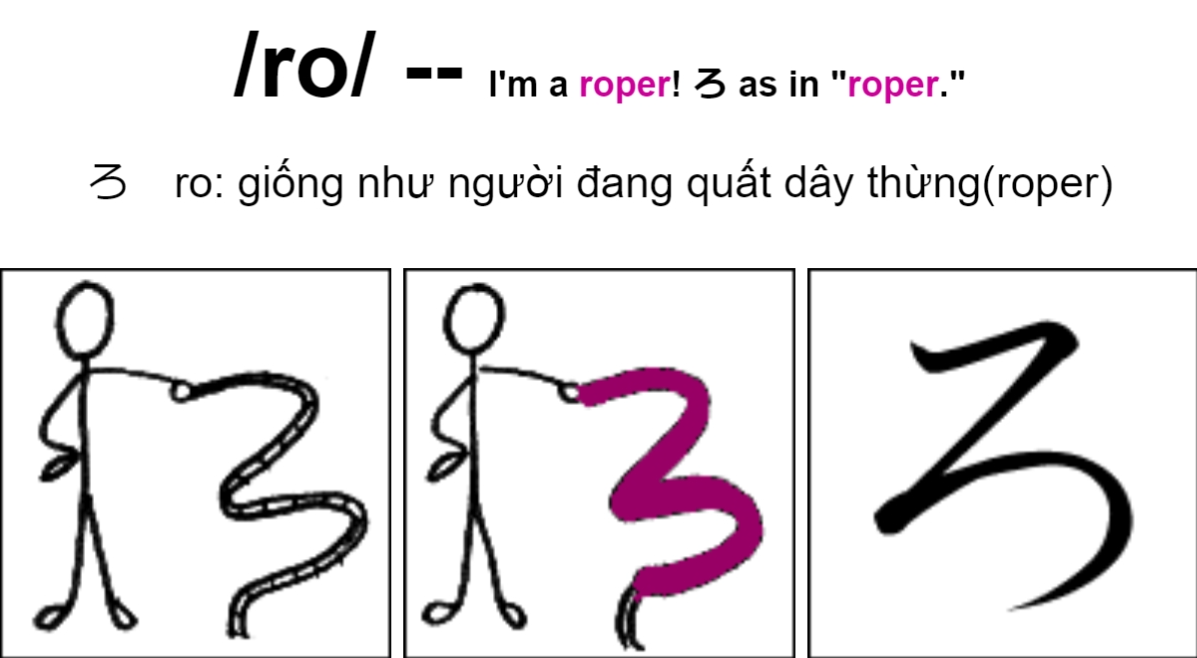 /ro/ -- I'm a roper! ろ as in "roper."
ろ ro: giống như người đang quất dây thừng(roper)
ろ